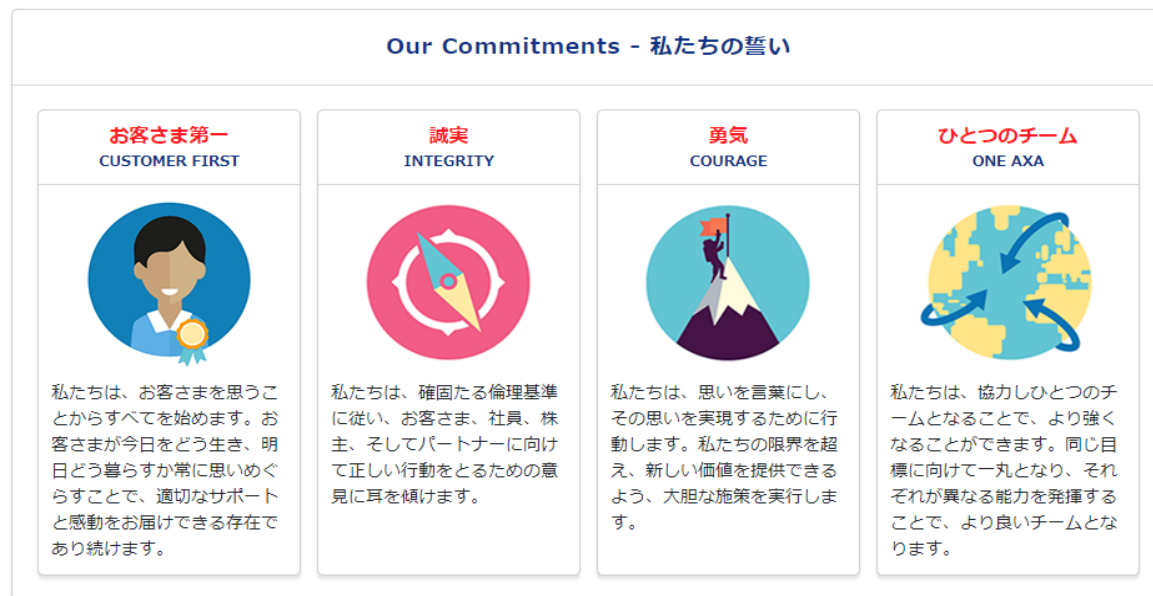 Our Commitments - 私たちの誓い
お客さま第一
CUSTOMER FIRST
私たちは、お客さまを思うこ
とからすべてを始めます。お
客さまが今日をどう生き、明
日どう暮らすか常に思いめぐ
らすことで、適切なサポート
と感動をお届けできる存在で
あり続けます。
誠実
INTEGRITY
私たちは、確固たる倫理基準
に従い、お客さま、社員、株
主、そしてパートナーに向け
て正しい行動をとるための意
見に耳を傾けます。
勇気
COURAGE
私たちは、思いを言葉にし、
その思いを実現するために行
動します。私たちの限界を超
え、新しい価値を提供できる
よう、大胆な施策を実行しま
す。
ひとつのチーム
ONE AXA
私たちは、協力しひとつのチ
ームとなることで、より強く
なることができます。同じ目
標に向けて一丸となり、それ
ぞれが異なる能力を発揮する
ことで、より良いチームとな
ります。